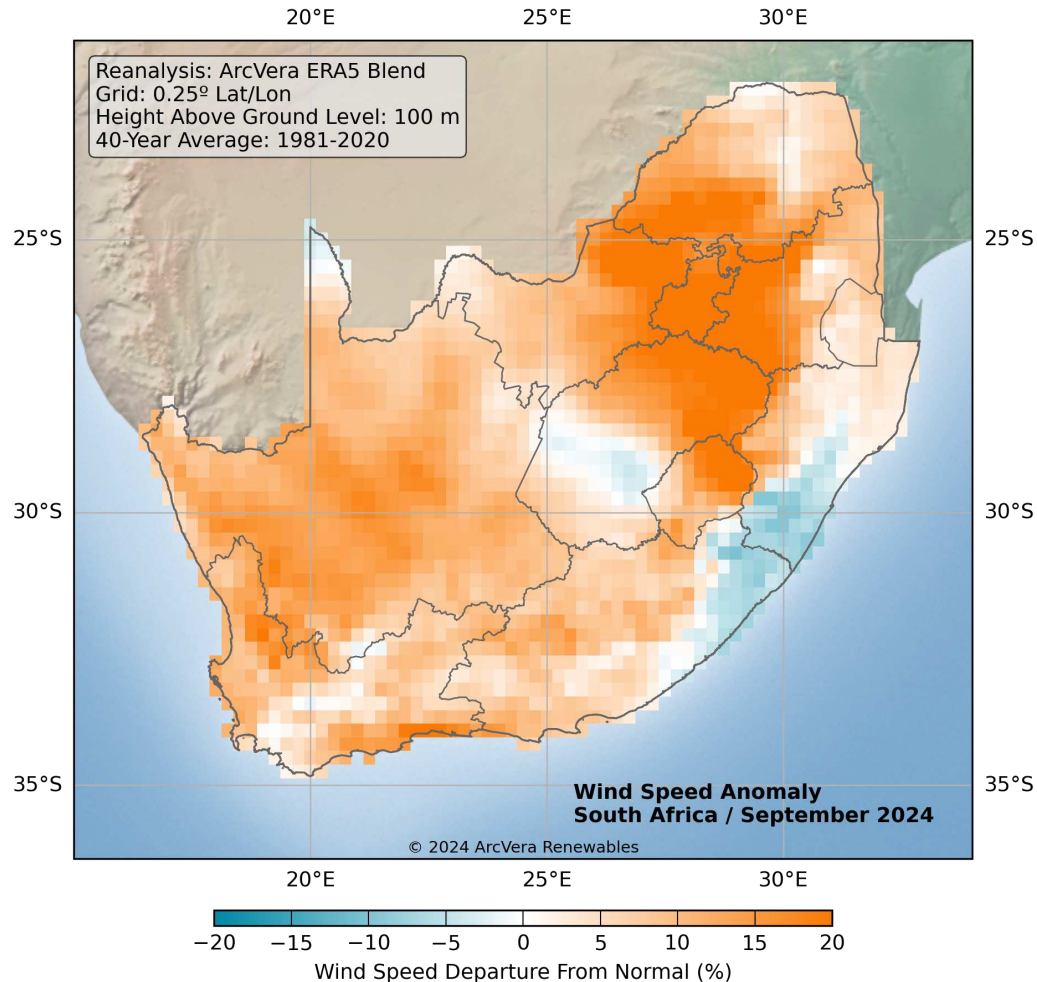 20°E 25°E 30°E
Reanalysis: ArcVera ERA5 Blend
Grid: 0.25º Lat/Lon
Height Above Ground Level: 100 m
40-Year Average: 1981-2020
25°S 25°S
30°S 30°S
35°S 35°S
Wind Speed Anomaly
South Africa / September 2024
© 2024 ArcVera Renewables
20°E 25°E 30°E
−20 −15 −10 −5 0 5 10 15 20
Wind Speed Departure From Normal (%)